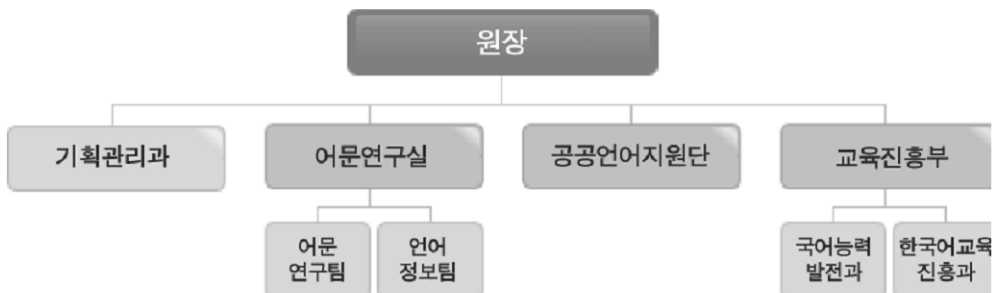 원장
기획관리과
어문연구실
공공언어지원단
교육진흥부
어문
연구팀
언어
정보팀
국어능력
발전과
한국어교육
진흥과